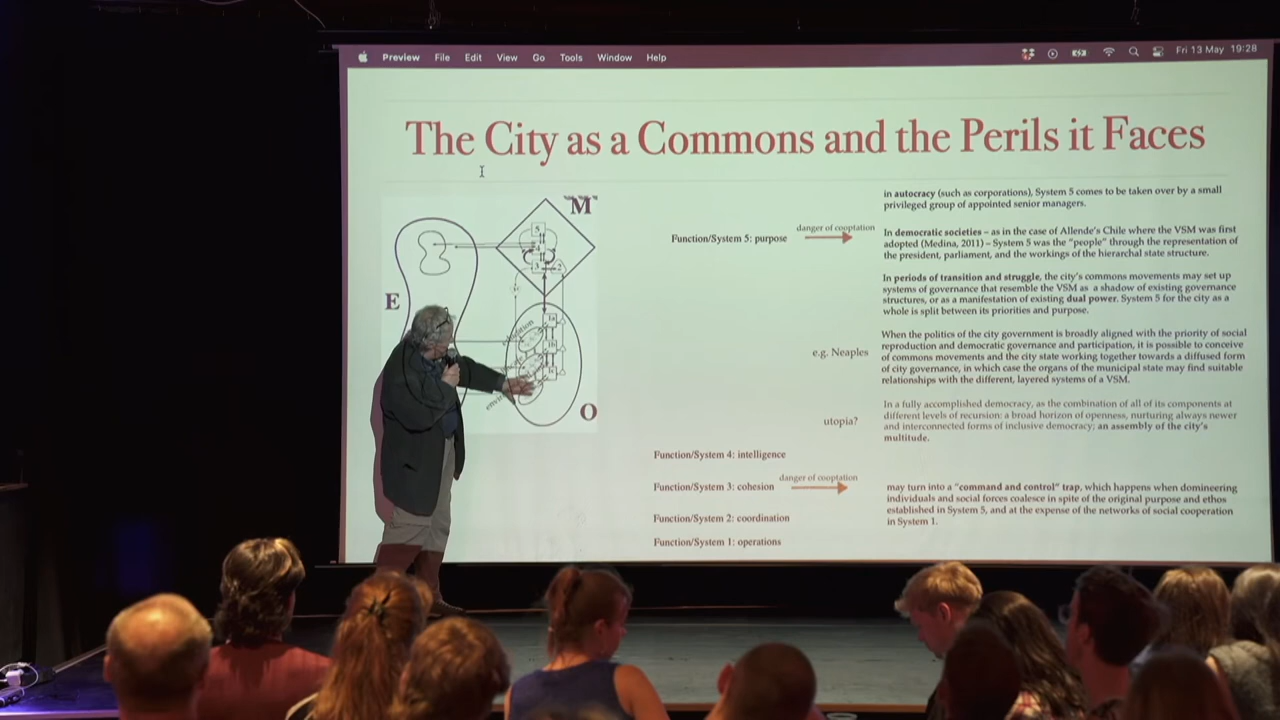 Preview File Edit View Go Tools Window Help
Fri 13 May 19:28
The City as a Commons and the Perils it Faces
"M"
E
O
5
Function/System 5: purpose
danger of cooptation
in autocracy (such as corporations), System 5 comes to be taken over by a small
privileged group of appointed senior managers.
In democratic societies – as in the case of Allende's Chile where the VSM was first
adopted (Medina, 2011) – System 5 was the "people" through the representation of
the president, parliament, and the workings of the hierarchal state structure.
In periods of transition and struggle, the city's commons movements may set up
systems of governance that resemble the VSM as a shadow of existing governance
structures, or as a manifestation of existing dual power. System 5 for the city as a
whole is split between its priorities and purpose.
e.g. Neaples
When the politics of the city government is broadly aligned with the priority of social
reproduction and democratic governance and participation, it is possible to conceive
of commons movements and the city state working together towards a diffused form
of city governance, in which case the organs of the municipal state may find suitable
relationships with the different, layered systems of a VSM.
utopia?
In a fully accomplished democracy, as the combination of all of its components at
different levels of recursion: a broad horizon of openness, nurturing always newer
and interconnected forms of inclusive democracy; an assembly of the city's
multitude.
Function/System 4: intelligence
Function/System 3: cohesion
danger of cooptation
may turn into a "command and control" trap, which happens when domineering
individuals and social forces coalesce in spite of the original purpose and ethos
established in System 5, and at the expense of the networks of social cooperation
in System 1.
Function/System 2: coordination
Function/System 1: operations